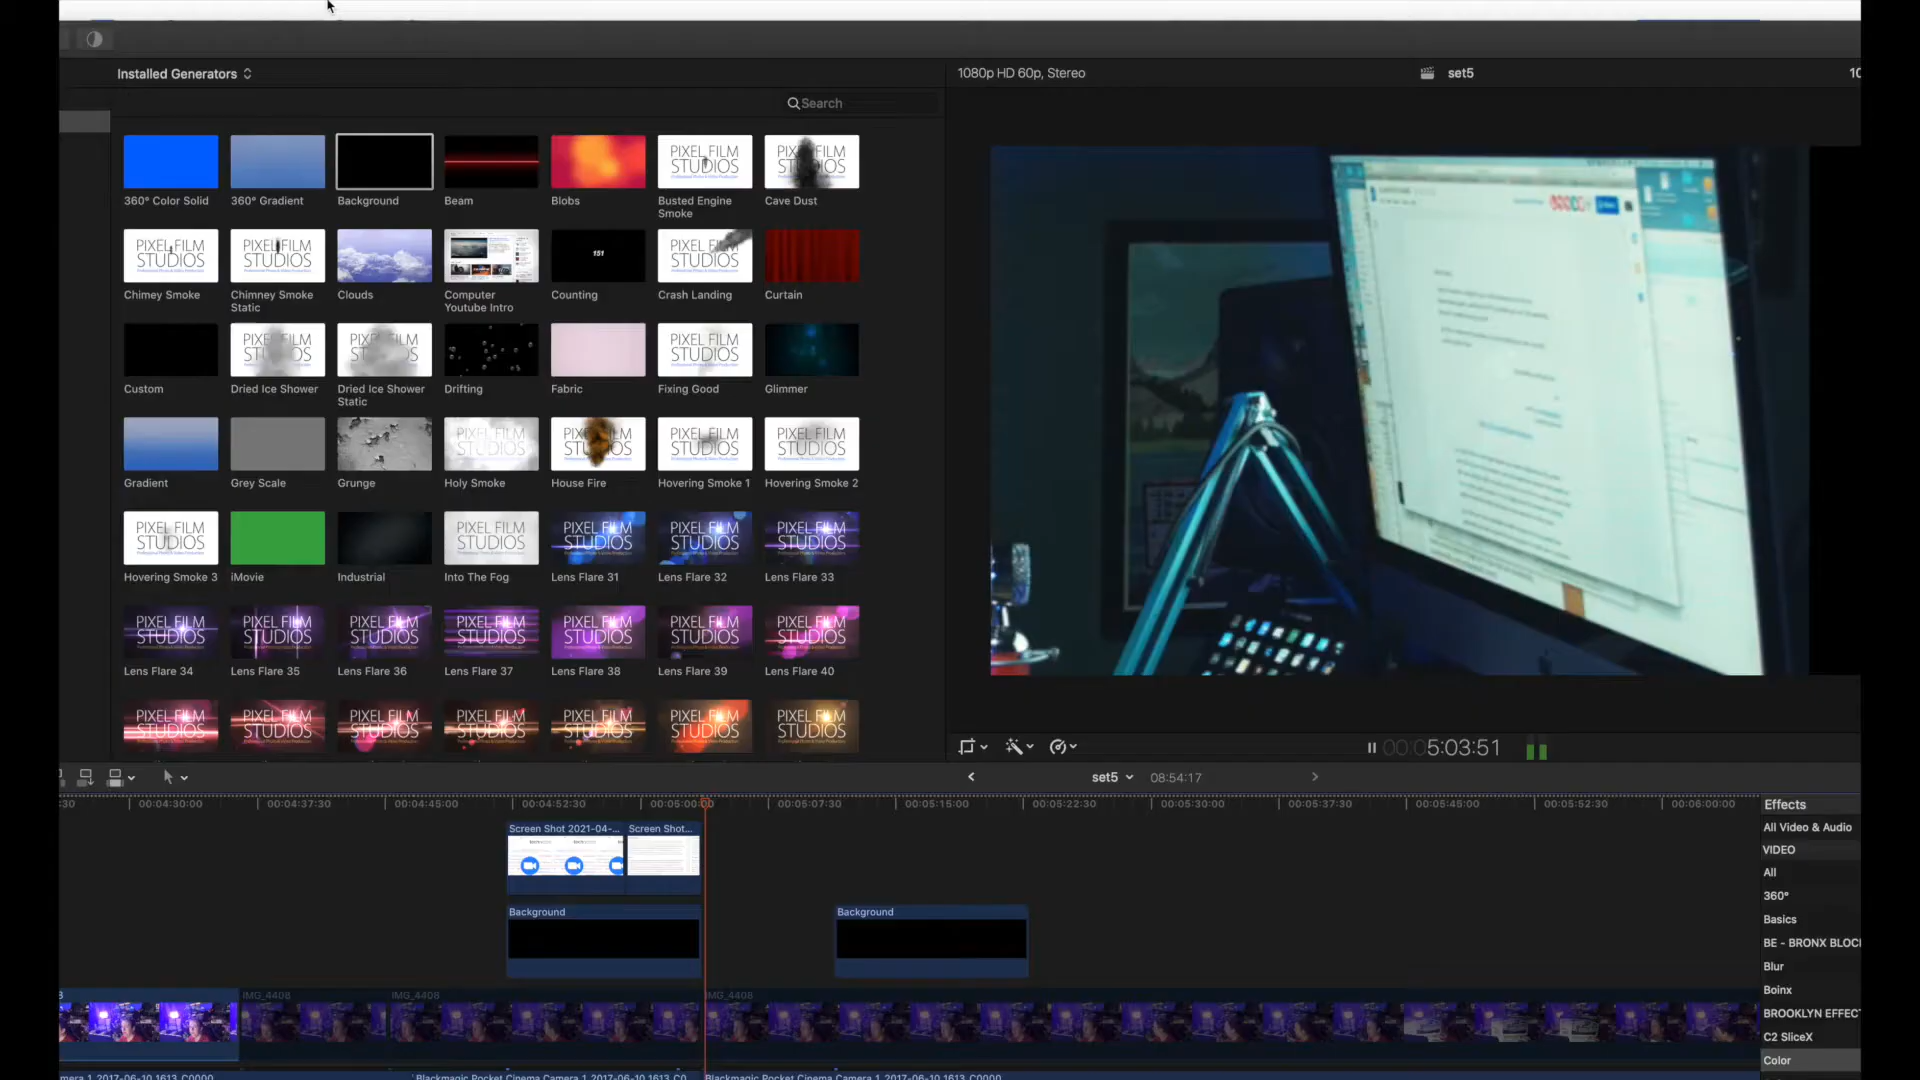 Installed Generators
1080p HD 60p, Stereo
set5
10
Search
360° Color Solid
360° Gradient
Background
Beam
Blobs
PIXEL FILM STUDIOS
Busted Engine Smoke
PIXEL FILM STUDIOS
Cave Dust
PIXEL FILM STUDIOS
Chimey Smoke
PIXEL FILM STUDIOS
Chimney Smoke Static
Clouds
Computer Youtube Intro
151
Counting
PIXEL FILM STUDIOS
Crash Landing
Curtain
Custom
Dried Ice Shower
Dried Ice Shower Static
Drifting
Fabric
PIXEL FILM STUDIOS
Fixing Good
Glimmer
Gradient
Grey Scale
Grunge
PIXEL FILM STUDIOS
Holy Smoke
PIXEL FILM STUDIOS
House Fire
PIXEL FILM STUDIOS
Hovering Smoke 1
PIXEL FILM STUDIOS
Hovering Smoke 2
PIXEL FILM STUDIOS
Hovering Smoke 3
iMovie
Industrial
PIXEL FILM STUDIOS
Into The Fog
PIXEL FILM STUDIOS
Lens Flare 31
PIXEL FILM STUDIOS
Lens Flare 32
PIXEL FILM STUDIOS
Lens Flare 33
PIXEL FILM STUDIOS
Lens Flare 34
PIXEL FILM STUDIOS
Lens Flare 35
PIXEL FILM STUDIOS
Lens Flare 36
PIXEL FILM STUDIOS
Lens Flare 37
PIXEL FILM STUDIOS
Lens Flare 38
PIXEL FILM STUDIOS
Lens Flare 39
PIXEL FILM STUDIOS
Lens Flare 40
PIXEL FILM STUDIOS
PIXEL FILM STUDIOS
PIXEL FILM STUDIOS
PIXEL FILM STUDIOS
PIXEL FILM STUDIOS
PIXEL FILM STUDIOS
PIXEL FILM STUDIOS
00:05:03:51
set5
08:54:17
:30
00:04:30:00
00:04:37:30
00:04:45:00
00:04:52:30
00:05:00:00
00:05:07:30
00:05:15:00
00:05:22:30
00:05:30:00
00:05:37:30
00:05:45:00
00:05:52:30
00:06:00:00
Screen Shot 2021-04-...
Screen Shot...
Background
Background
IMG_4408
IMG_4408
IMG_4408
mera 1_2017-06-10_1613_C0000
Blackmagic Pocket Cinema Camera 1_2017-06-10_1613_C0...
Blackmagic Pocket Cinema Camera 1_2017-06-10_1613_C0000
Effects
All Video & Audio
VIDEO
All
360°
Basics
BE - BRONX BLOC
Blur
Boinx
BROOKLYN EFFEC
C2 SliceX
Color